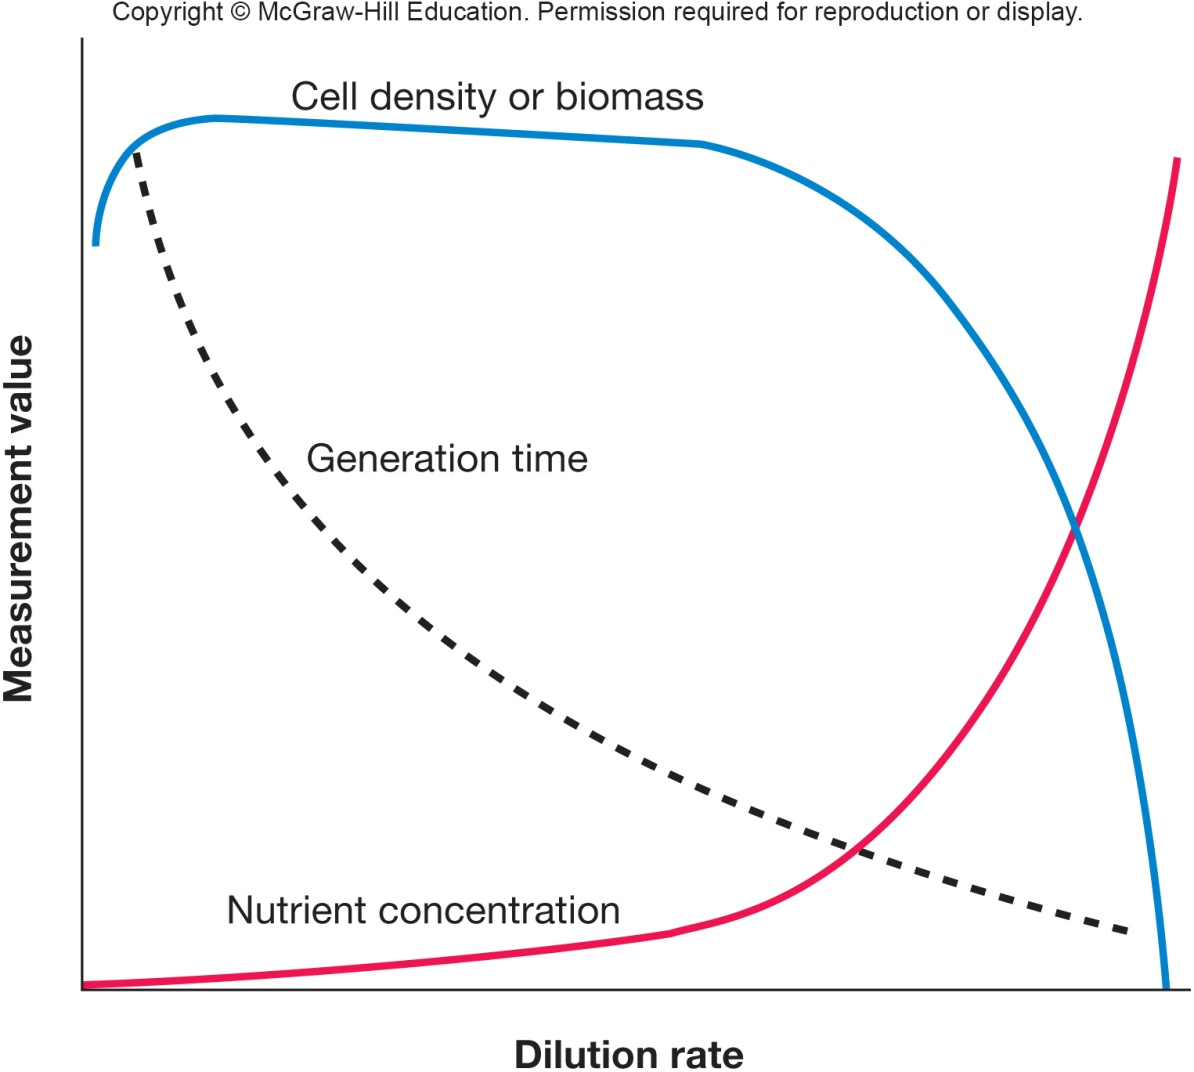 Copyright © McGraw-Hill Education. Permission required for reproduction or display.
Cell density or biomass
Generation time
Measurement value
Nutrient concentration
Dilution rate